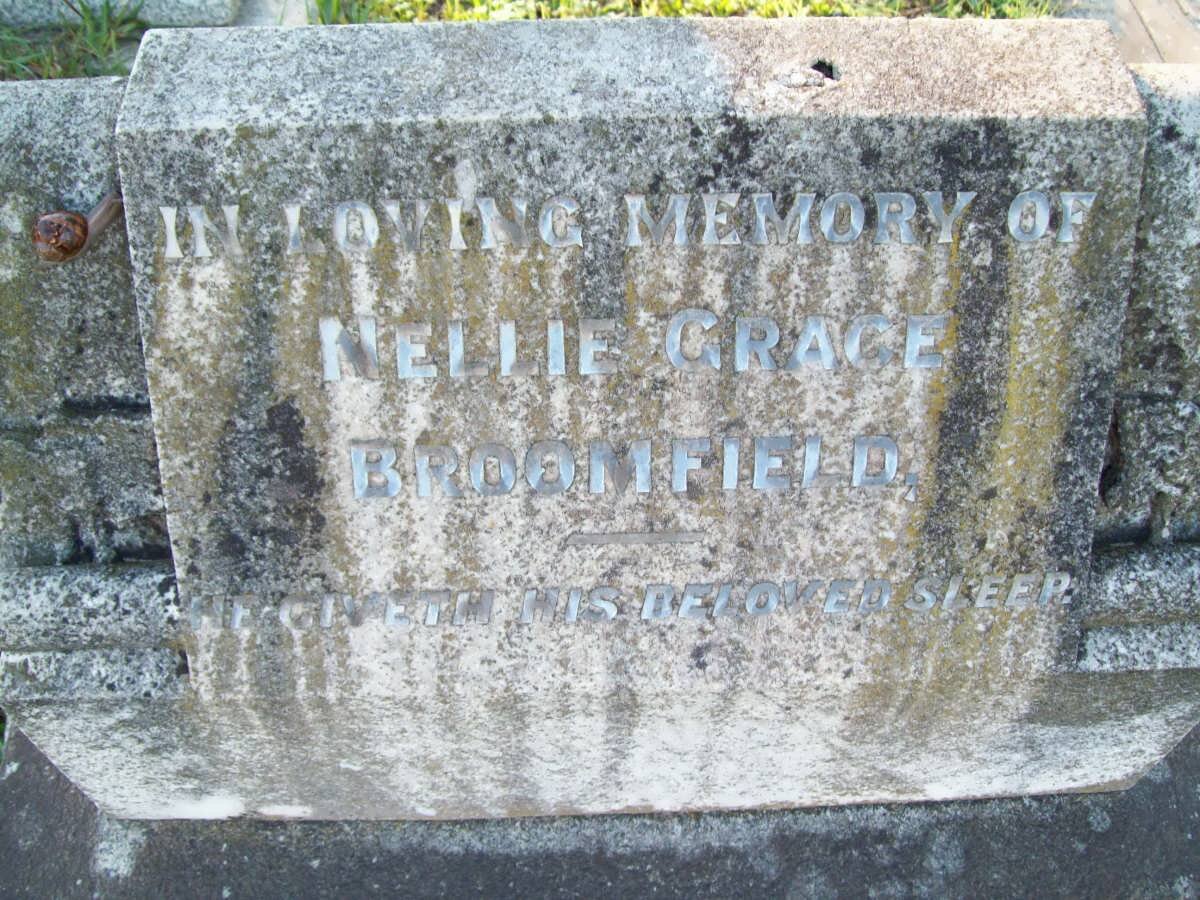 IN LOVING MEMORY OF
NELLIE GRACE
BROOMFIELD,
HE GIVETH HIS BELOVED SLEEP.